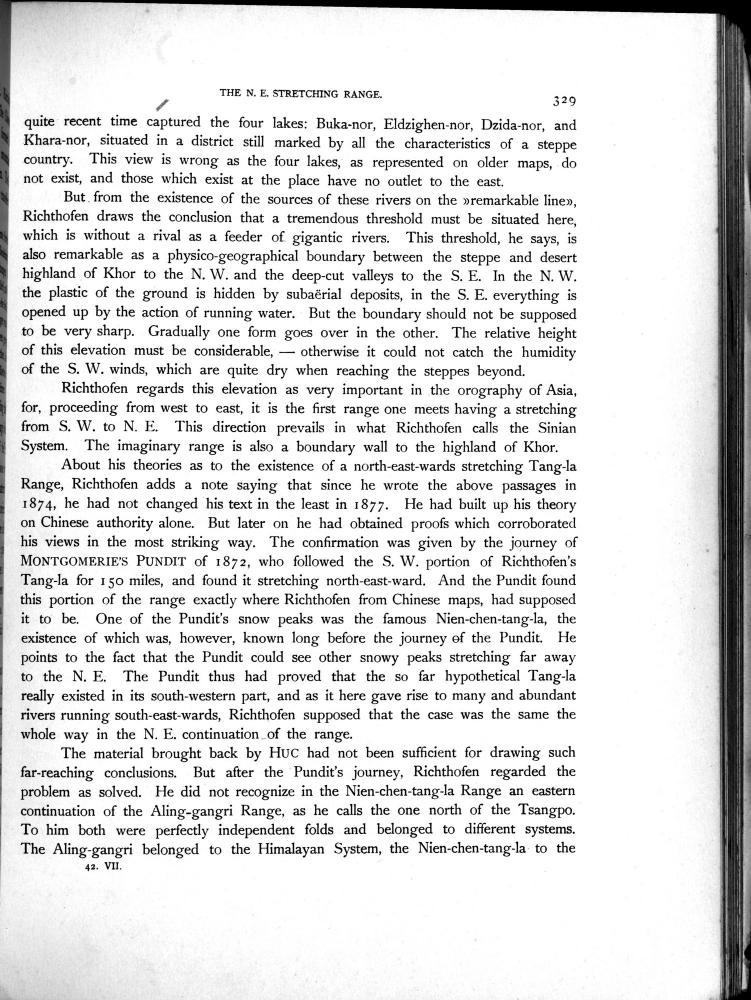 THE N. E. STRETCHING RANGE.
329
quite recent time captured the four lakes: Buka-nor, Eldzighen-nor, Dzida-nor, and
Khara-nor, situated in a district still marked by all the characteristics of a steppe
country. This view is wrong as the four lakes, as represented on older maps, do
not exist, and those which exist at the place have no outlet to the east.
But from the existence of the sources of these rivers on the »remarkable line»,
Richthofen draws the conclusion that a tremendous threshold must be situated here,
which is without a rival as a feeder of gigantic rivers. This threshold, he says, is
also remarkable as a physico-geographical boundary between the steppe and desert
highland of Khor to the N. W. and the deep-cut valleys to the S. E. In the N. W.
the plastic of the ground is hidden by subaërial deposits, in the S. E. everything is
opened up by the action of running water. But the boundary should not be supposed
to be very sharp. Gradually one form goes over in the other. The relative height
of this elevation must be considerable, — otherwise it could not catch the humidity
of the S. W. winds, which are quite dry when reaching the steppes beyond.
Richthofen regards this elevation as very important in the orography of Asia,
for, proceeding from west to east, it is the first range one meets having a stretching
from S. W. to N. E. This direction prevails in what Richthofen calls the Sinian
System. The imaginary range is also a boundary wall to the highland of Khor.
About his theories as to the existence of a north-east-wards stretching Tang-la
Range, Richthofen adds a note saying that since he wrote the above passages in
1874, he had not changed his text in the least in 1877. He had built up his theory
on Chinese authority alone. But later on he had obtained proofs which corroborated
his views in the most striking way. The confirmation was given by the journey of
MONTGOMERIE'S PUNDIT of 1872, who followed the S. W. portion of Richthofen's
Tang-la for 150 miles, and found it stretching north-east-ward. And the Pundit found
this portion of the range exactly where Richthofen from Chinese maps, had supposed
it to be. One of the Pundit's snow peaks was the famous Nien-chen-tang-la, the
existence of which was, however, known long before the journey of the Pundit. He
points to the fact that the Pundit could see other snowy peaks stretching far away
to the N. E. The Pundit thus had proved that the so far hypothetical Tang-la
really existed in its south-western part, and as it here gave rise to many and abundant
rivers running south-east-wards, Richthofen supposed that the case was the same the
whole way in the N. E. continuation of the range.
The material brought back by HUC had not been sufficient for drawing such
far-reaching conclusions. But after the Pundit's journey, Richthofen regarded the
problem as solved. He did not recognize in the Nien-chen-tang-la Range an eastern
continuation of the Aling-gangri Range, as he calls the one north of the Tsangpo.
To him both were perfectly independent folds and belonged to different systems.
The Aling-gangri belonged to the Himalayan System, the Nien-chen-tang-la to the
42. VII.